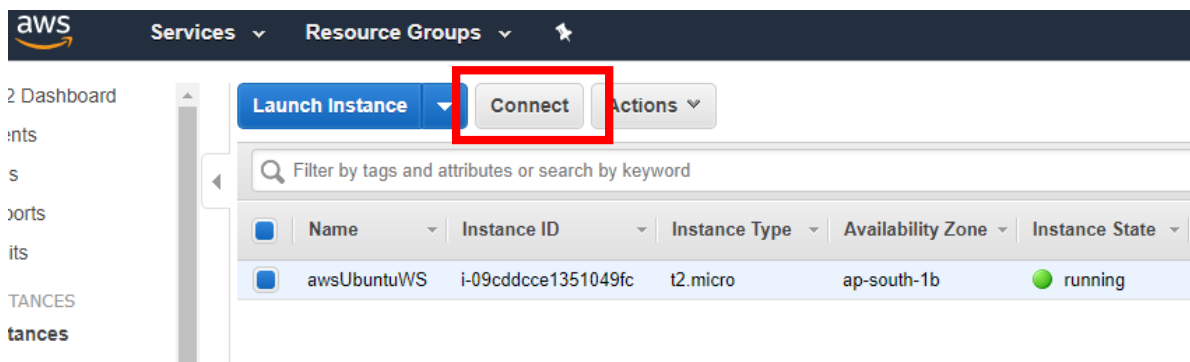 aws Services Resource Groups
2 Dashboard
Launch Instance Connect Actions
Filter by tags and attributes or search by keyword
Name Instance ID Instance Type Availability Zone Instance State
awsUbuntuWS i-09cddcce1351049fc t2.micro ap-south-1b running
ents
s
orts
its
TANCES
tances